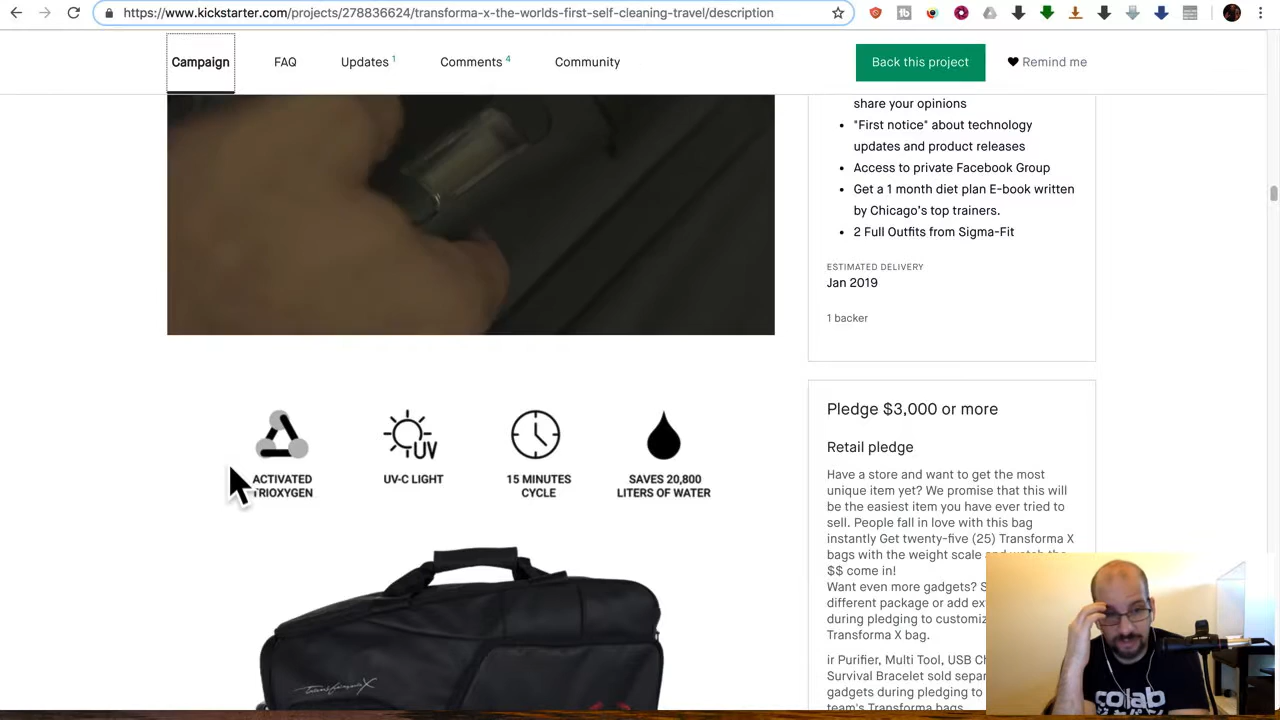 https://www.kickstarter.com/projects/278836624/transforma-x-the-worlds-first-self-cleaning-travel/description
Campaign
FAQ
Updates 1
Comments 4
Community
Back this project
Remind me
share your opinions
"First notice" about technology
updates and product releases
Access to private Facebook Group
Get a 1 month diet plan E-book written
by Chicago's top trainers.
2 Full Outfits from Sigma-Fit
ESTIMATED DELIVERY
Jan 2019
1 backer
UV
ACTIVATED
TRIOXYGEN
UV-C LIGHT
15 MINUTES
CYCLE
SAVES 20,800
LITERS OF WATER
Transforma X
Pledge $3,000 or more
Retail pledge
Have a store and want to get the most
unique item yet? We promise that this will
be the easiest item you have ever tried to
sell. People fall in love with this bag
instantly Get twenty-five (25) Transforma X
bags with the weight scale and watch the
$$ come in!
Want even more gadgets? S
different package or add ex
during pledging to customiz
Transforma X bag.
ir Purifier, Multi Tool, USB Ch
Survival Bracelet sold separ
gadgets during pledging to
team's Transforma bags
collab